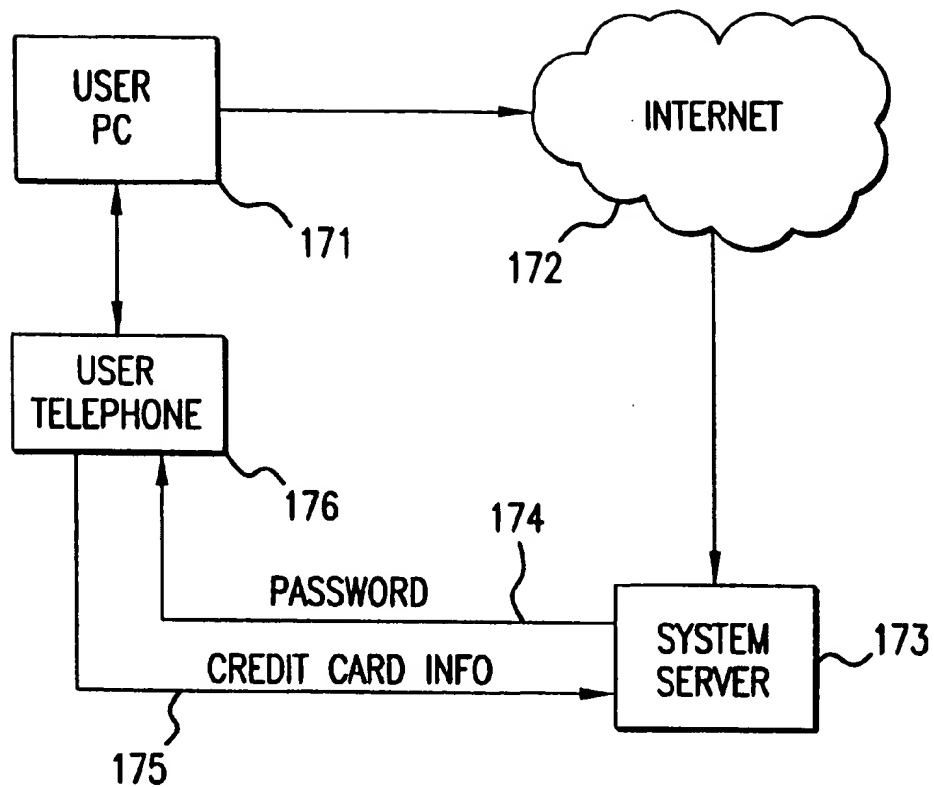 USER
PC
INTERNET
171
172
USER
TELEPHONE
176
174
PASSWORD
SYSTEM
SERVER
173
CREDIT CARD INFO
175